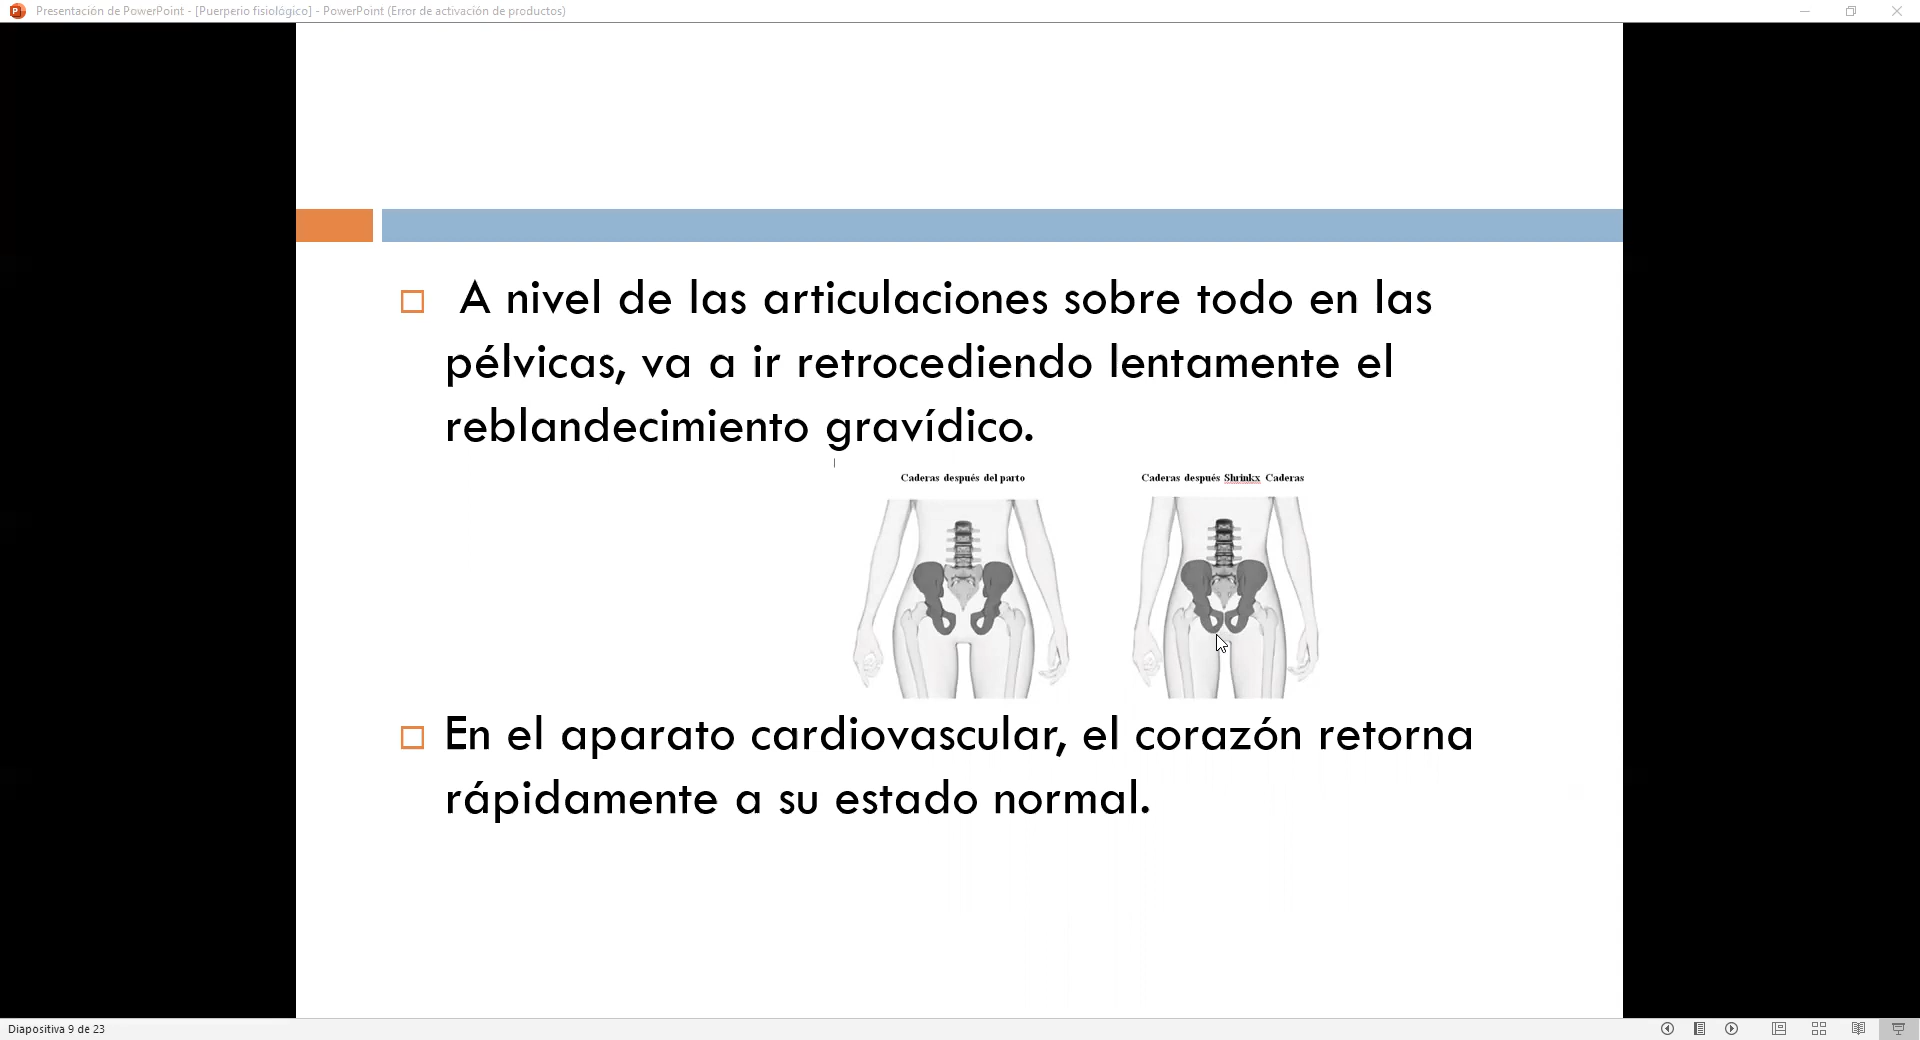 Presentación de PowerPoint - [Puerperio fisiológico] - PowerPoint (Error de activación de productos)
A nivel de las articulaciones sobre todo en las
pélvicas, va a ir retrocediendo lentamente el
reblandecimiento gravídico.
Caderas después del parto
Caderas después Shrinkx Caderas
En el aparato cardiovascular, el corazón retorna
rápidamente a su estado normal.
Diapositiva 9 de 23